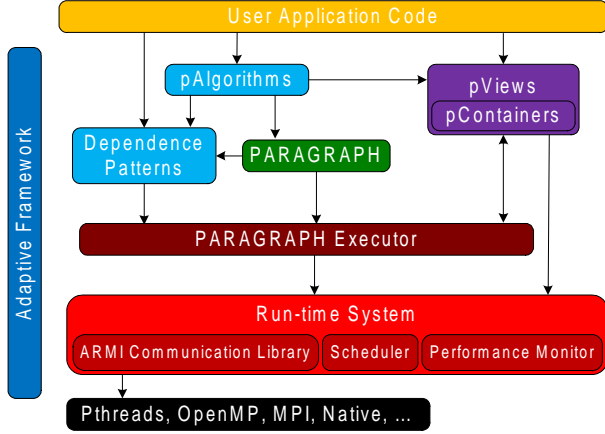 User Application Code
Adaptive Framework
pAlgorithms
pViews
pContainers
Dependence
Patterns
PARAGRAPH
PARAGRAPH Executor
Run-time System
ARMI Communication Library
Scheduler
Performance Monitor
Pthreads, OpenMP, MPI, Native, ...